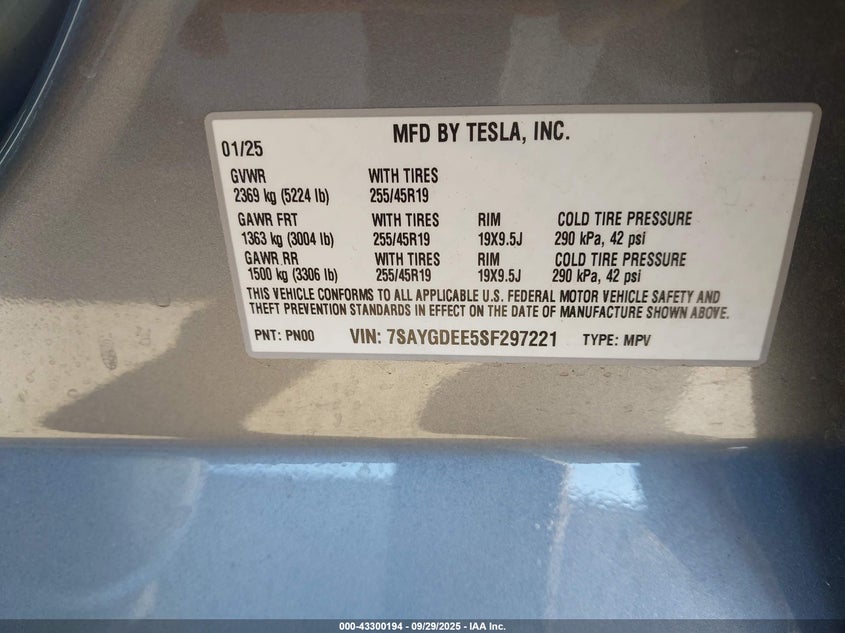 MFD BY TESLA, INC.
01/25
GVWR WITH TIRES
2369 kg (5224 lb) 255/45R19
GAWR FRT WITH TIRES RIM COLD TIRE PRESSURE
1363 kg (3004 lb) 255/45R19 19X9.5J 290 kPa, 42 psi
GAWR RR WITH TIRES RIM COLD TIRE PRESSURE
1500 kg (3306 lb) 255/45R19 19X9.5J 290 kPa, 42 psi
THIS VEHICLE CONFORMS TO ALL APPLICABLE U.S. FEDERAL MOTOR VEHICLE SAFETY AND
THEFT PREVENTION STANDARDS IN EFFECT ON THE DATE OF MANUFACTURE SHOWN ABOVE.
PNT: PN00 VIN: 7SAYGDEE5SF297221 TYPE: MPV
000-43300194 - 09/29/2025 - IAA Inc.